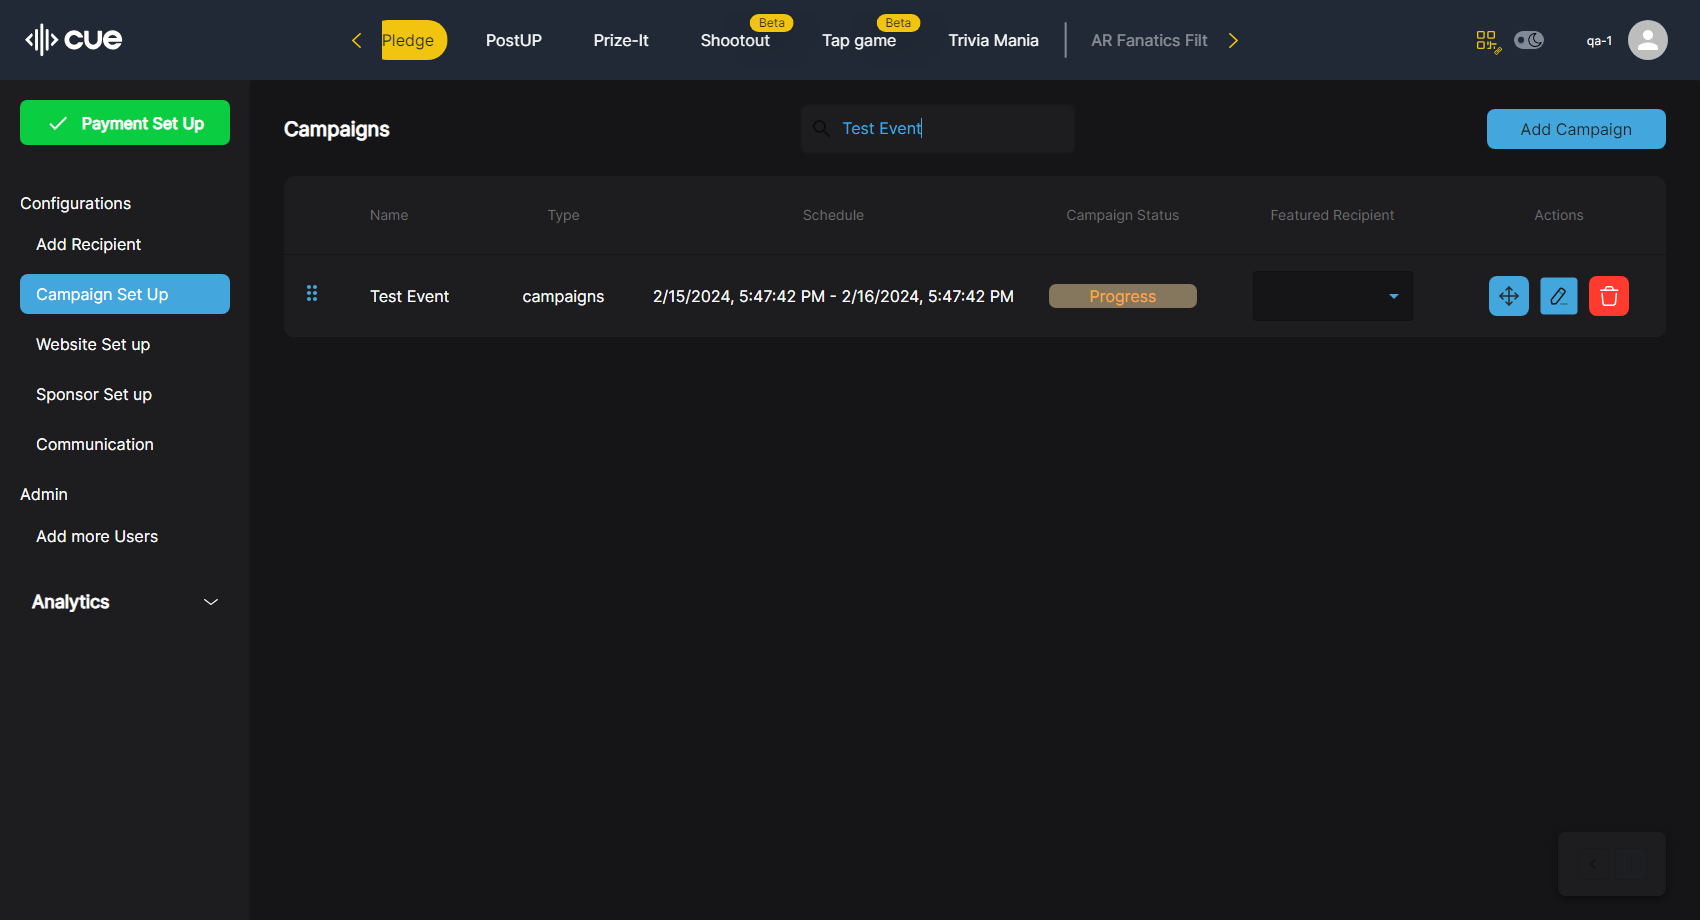 cue
Pledge
PostUP
Prize-It
Beta
Shootout
Beta
Tap game
Trivia Mania
AR Fanatics Filt
qa-1
Payment Set Up
Configurations
Add Recipient
Campaign Set Up
Website Set up
Sponsor Set up
Communication
Admin
Add more Users
Analytics
Campaigns
Test Event
Add Campaign
Name Type Schedule Campaign Status Featured Recipient Actions
Test Event campaigns 2/15/2024, 5:47:42 PM - 2/16/2024, 5:47:42 PM Progress